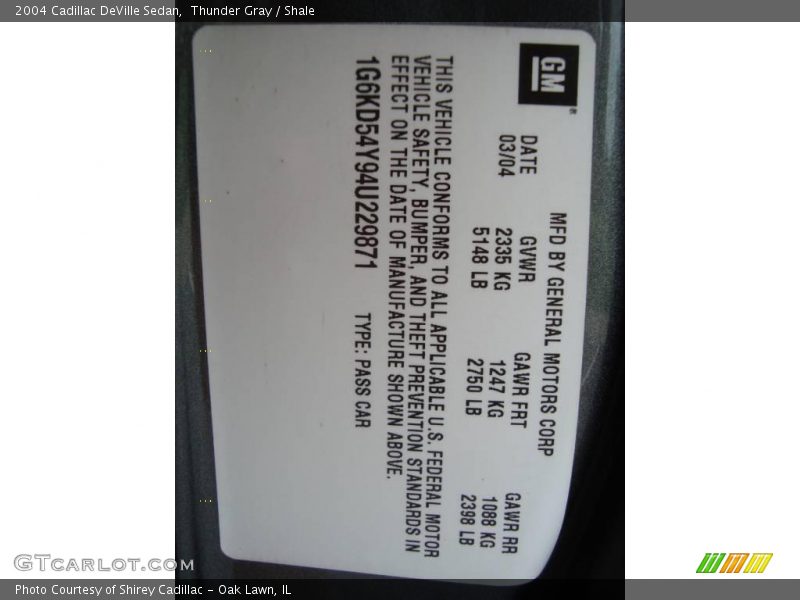 2004 Cadillac DeVille Sedan,  Thunder Gray / Shale
GM
MFD BY GENERAL MOTORS CORP
DATE GVWR GAWR FRT GAWR RR
03/04 2335 KG 1247 KG 1088 KG
5148 LB 2750 LB 2398 LB
THIS VEHICLE CONFORMS TO ALL APPLICABLE U.S. FEDERAL MOTOR
VEHICLE SAFETY, BUMPER, AND THEFT PREVENTION STANDARDS IN
EFFECT ON THE DATE OF MANUFACTURE SHOWN ABOVE.
1G6KD54Y94U229871 TYPE: PASS CAR
GTCarLot.com
Photo Courtesy of Shirey Cadillac - Oak Lawn, IL